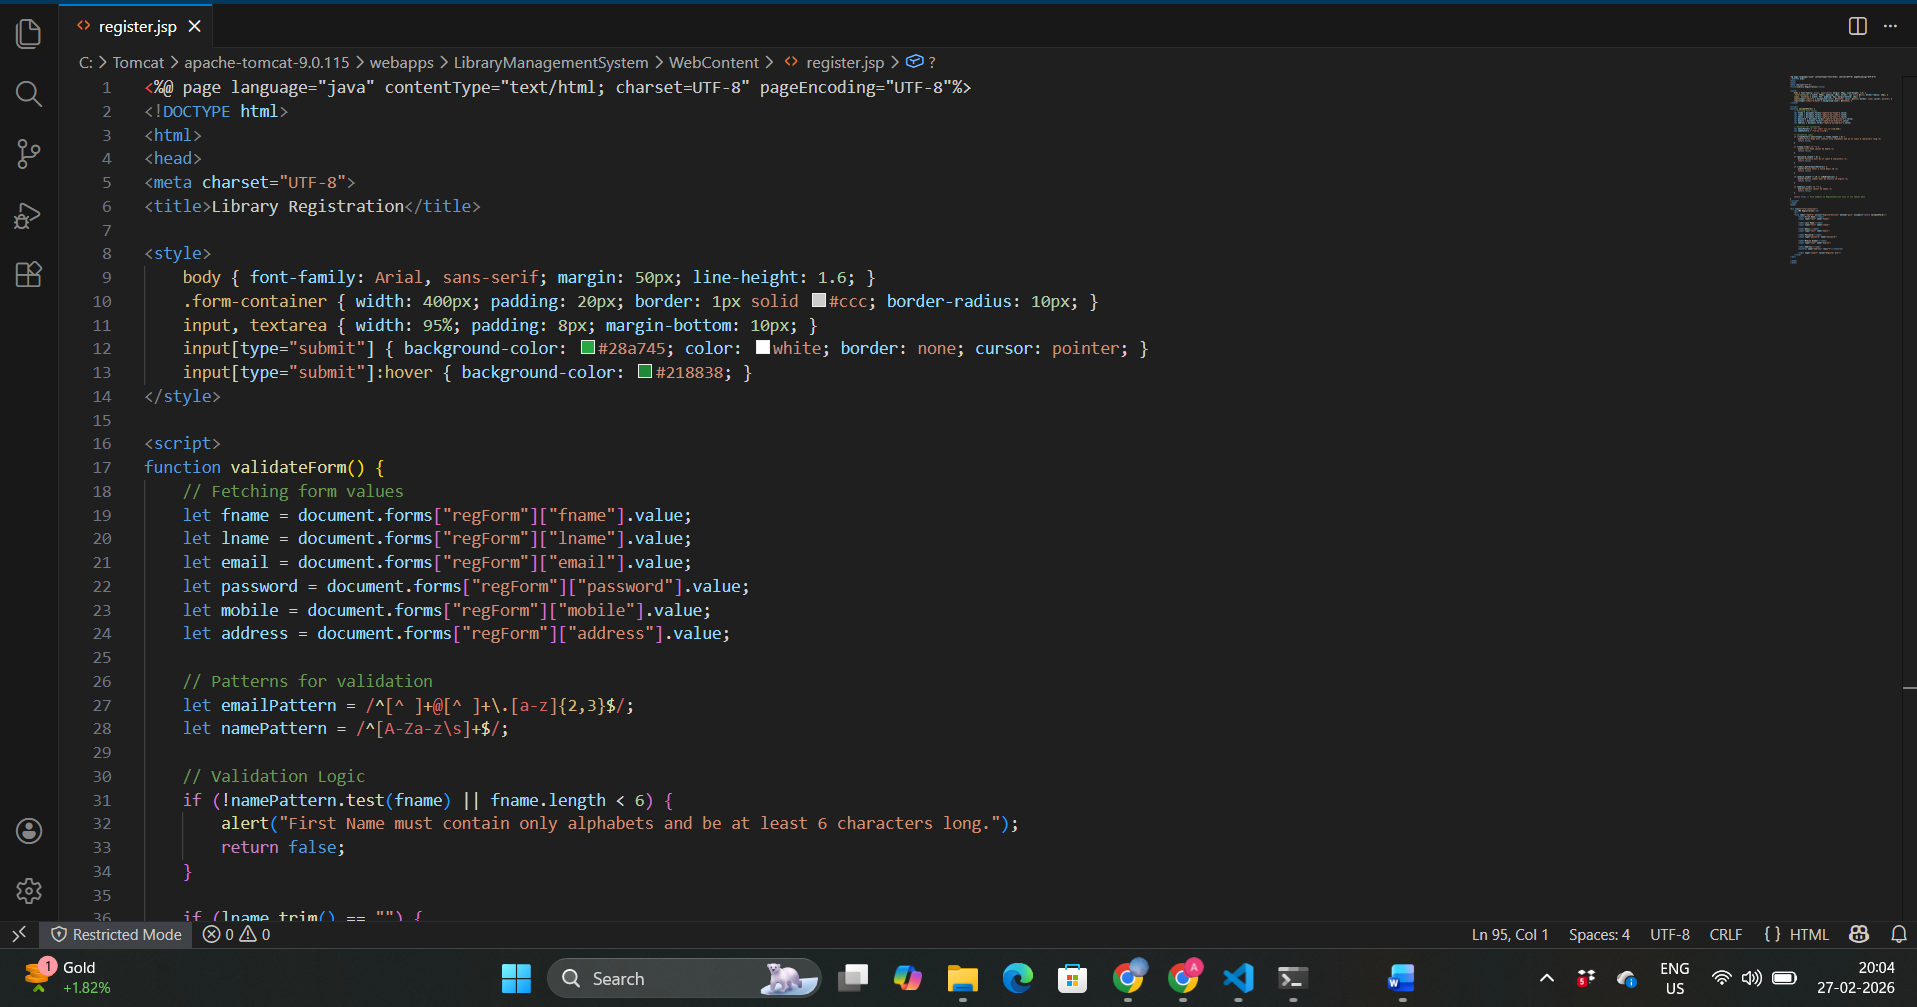 register.jsp
C: > Tomcat > apache-tomcat-9.0.115 > webapps > LibraryManagementSystem > WebContent > register.jsp > ?
1 <%@ page language="java" contentType="text/html; charset=UTF-8" pageEncoding="UTF-8"%>
2 <!DOCTYPE html>
3 <html>
4 <head>
5 <meta charset="UTF-8">
6 <title>Library Registration</title>
7
8 <style>
9     body { font-family: Arial, sans-serif; margin: 50px; line-height: 1.6; }
10     .form-container { width: 400px; padding: 20px; border: 1px solid #ccc; border-radius: 10px; }
11     input, textarea { width: 95%; padding: 8px; margin-bottom: 10px; }
12     input[type="submit"] { background-color: #28a745; color: white; border: none; cursor: pointer; }
13     input[type="submit"]:hover { background-color: #218838; }
14 </style>
15
16 <script>
17 function validateForm() {
18     // Fetching form values
19     let fname = document.forms["regForm"]["fname"].value;
20     let lname = document.forms["regForm"]["lname"].value;
21     let email = document.forms["regForm"]["email"].value;
22     let password = document.forms["regForm"]["password"].value;
23     let mobile = document.forms["regForm"]["mobile"].value;
24     let address = document.forms["regForm"]["address"].value;
25
26     // Patterns for validation
27     let emailPattern = /^[^ ]+@[^ ]+\.[a-z]{2,3}$/;
28     let namePattern = /^[A-Za-z\s]+$/;
29
30     // Validation Logic
31     if (!namePattern.test(fname) || fname.length < 6) {
32         alert("First Name must contain only alphabets and be at least 6 characters long.");
33         return false;
34     }
35
36     if (lname.trim() == "") {
Restricted Mode 0 0 Ln 95, Col 1 Spaces: 4 UTF-8 CRLF { } HTML
1 Gold
+1.82%
Search
A
S
W
ENG
US
20:04
27-02-2026